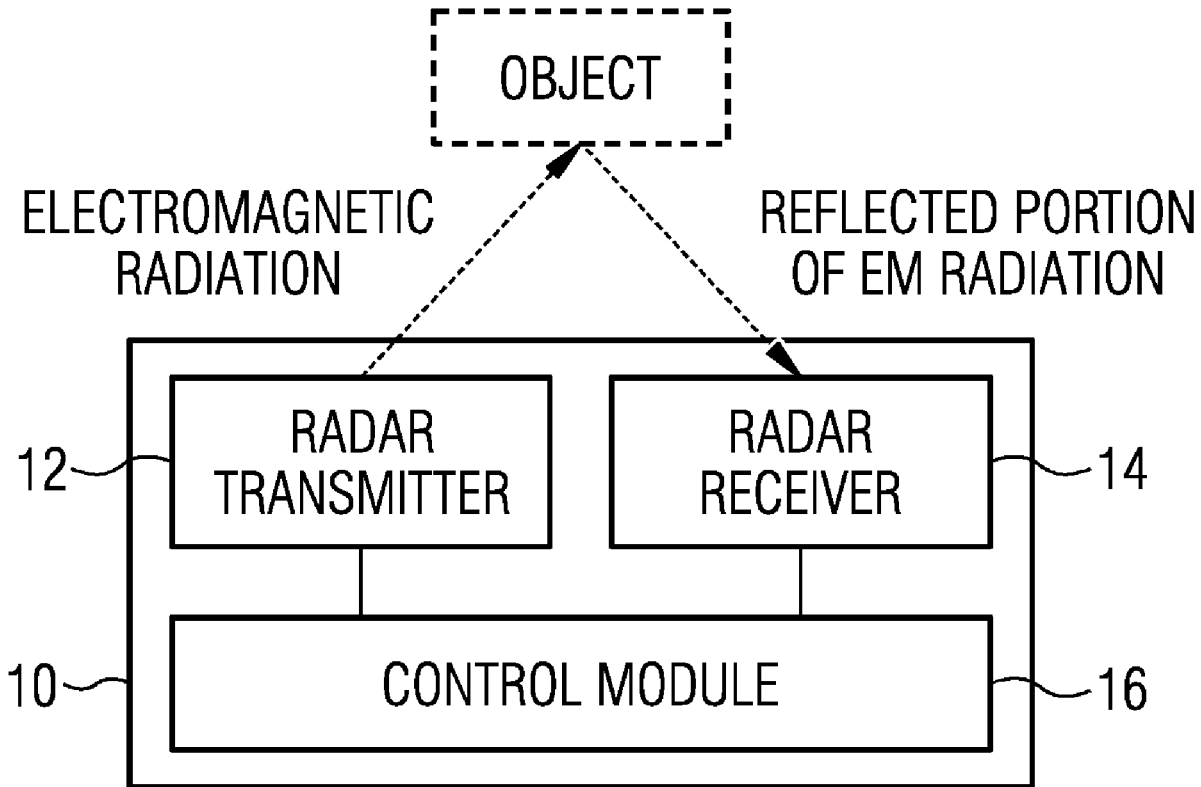 OBJECT
ELECTROMAGNETIC
RADIATION
REFLECTED PORTION
OF EM RADIATION
12
RADAR
TRANSMITTER
RADAR
RECEIVER
14
10
CONTROL MODULE
16